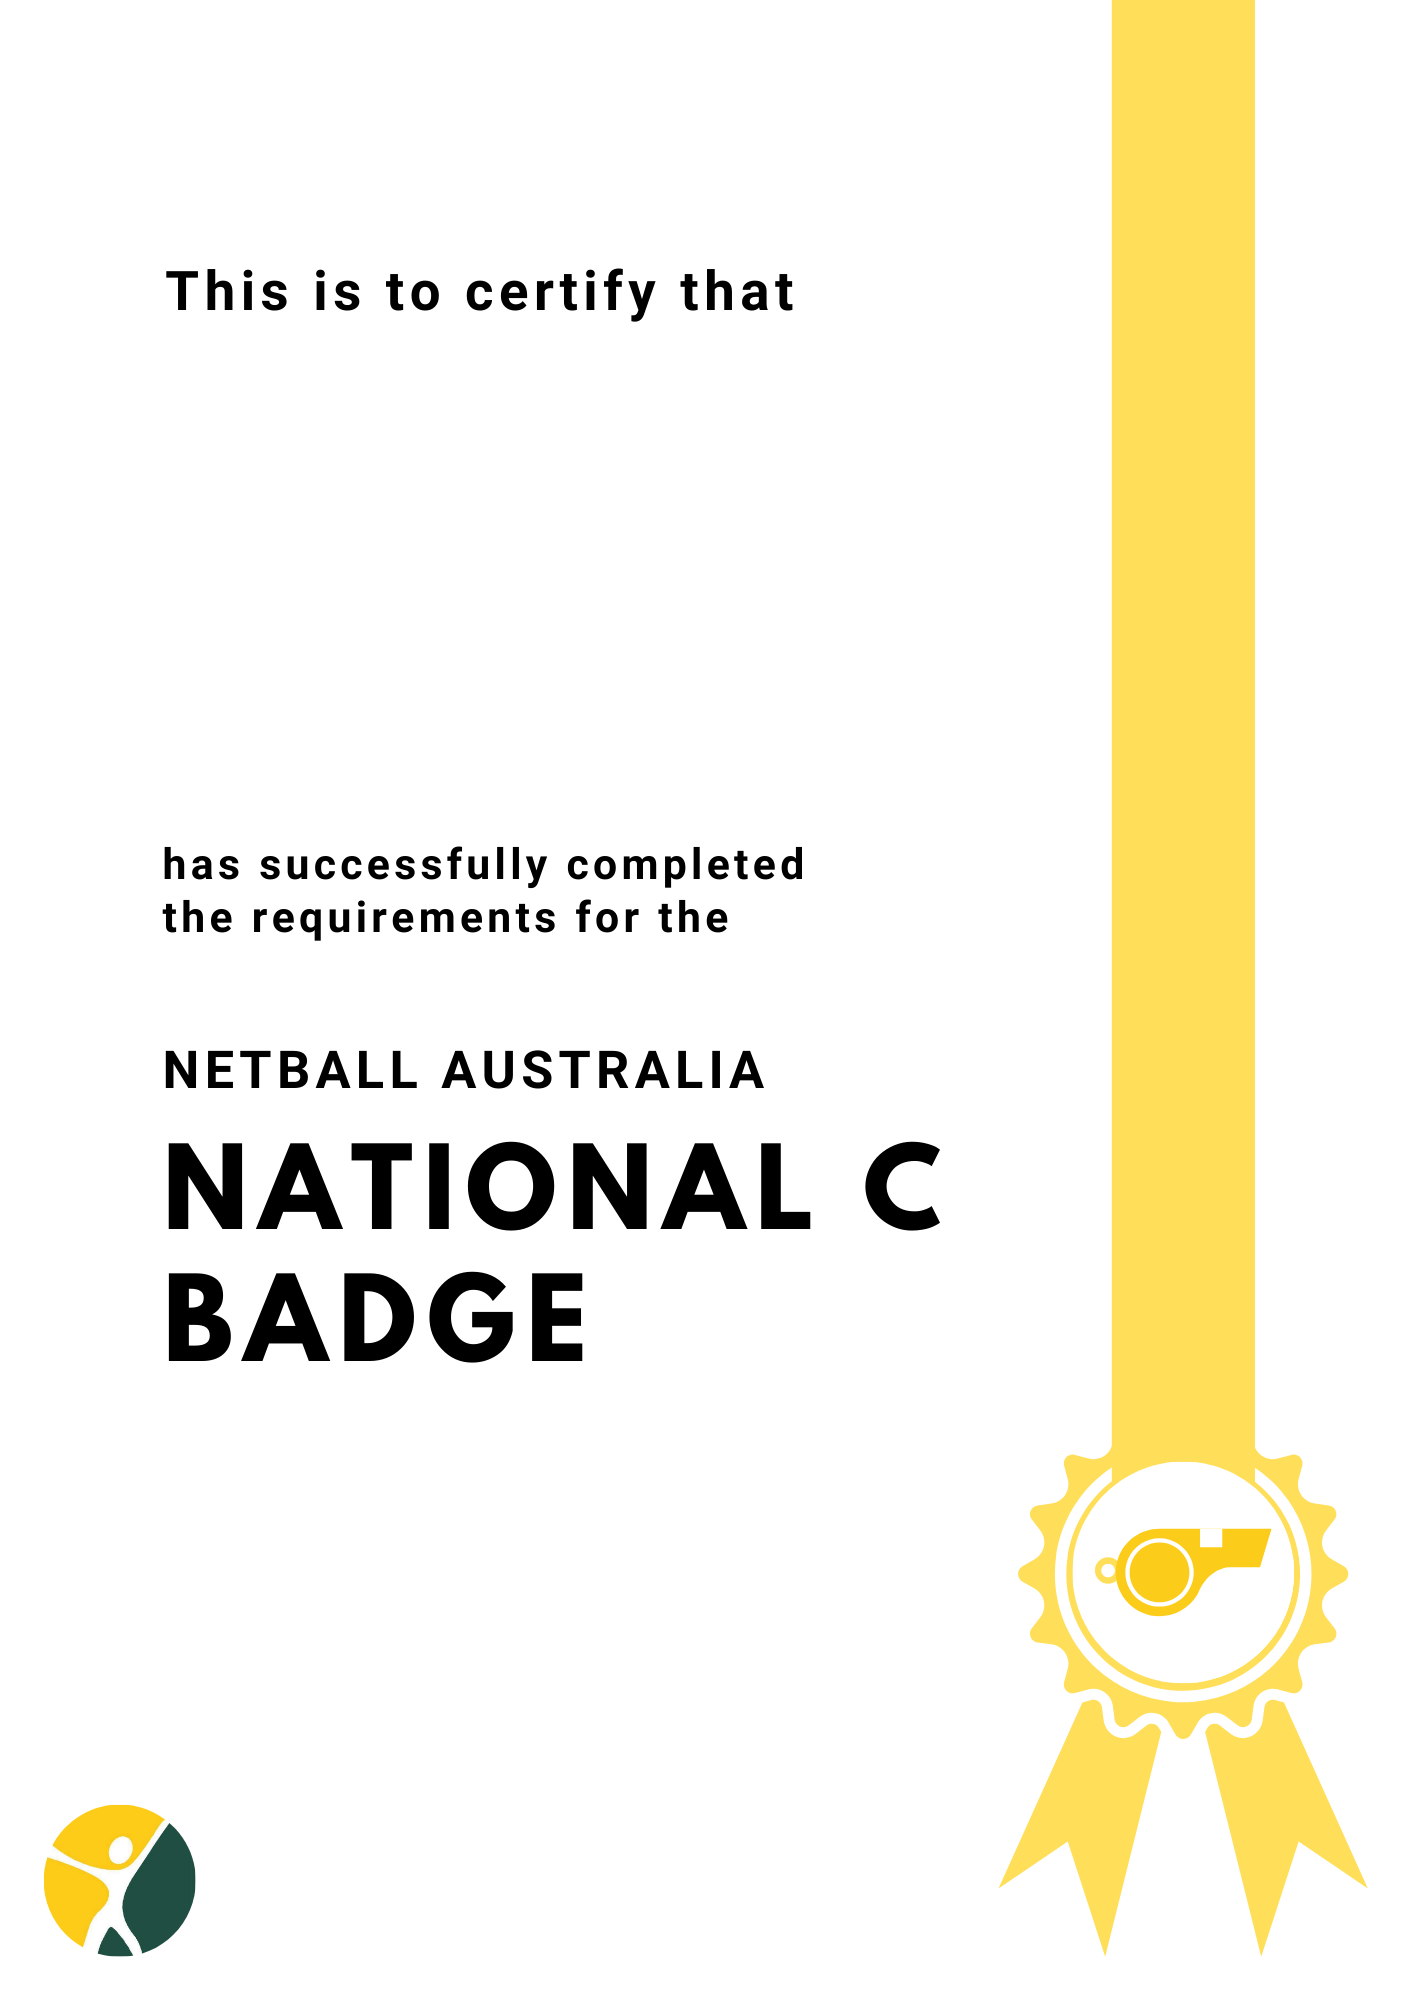 This is to certify that
has successfully completed
the requirements for the
NETBALL AUSTRALIA
NATIONAL C
BADGE